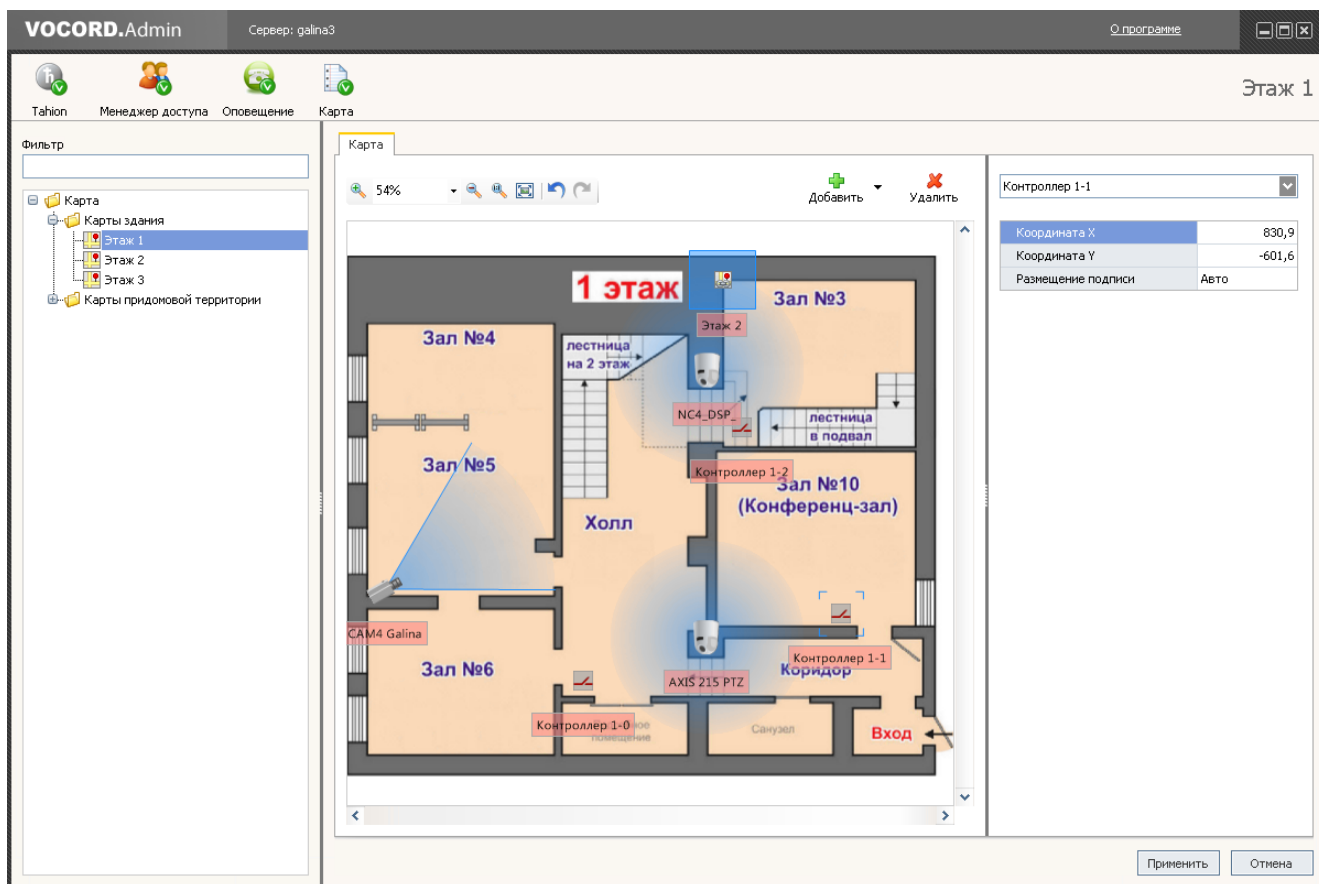 VOCORD.Admin
Сервер: galina3
О программе
Tahion
Менеджер доступа
Оповещение
Карта
Этаж 1
Фильтр
Карта
Карты здания
Этаж 1
Этаж 2
Этаж 3
Карты придомовой территории
Карта
54%
Добавить
Удалить
1 этаж
Этаж 2
Зал №3
Зал №4
лестница
на 2 этаж
NC4_DSP_
лестница
в подвал
Контроллер 1-2
Зал №5
Зал №10
(Конференц-зал)
Холл
CAM4 Galina
Контроллер 1-1
Коридор
Зал №6
AXIS 215 PTZ
Контроллер 1-0
помещение
Санузел
Вход
Контроллер 1-1
Координата X
830,9
Координата Y
-601,6
Размещение подписи
Авто
Применить
Отмена